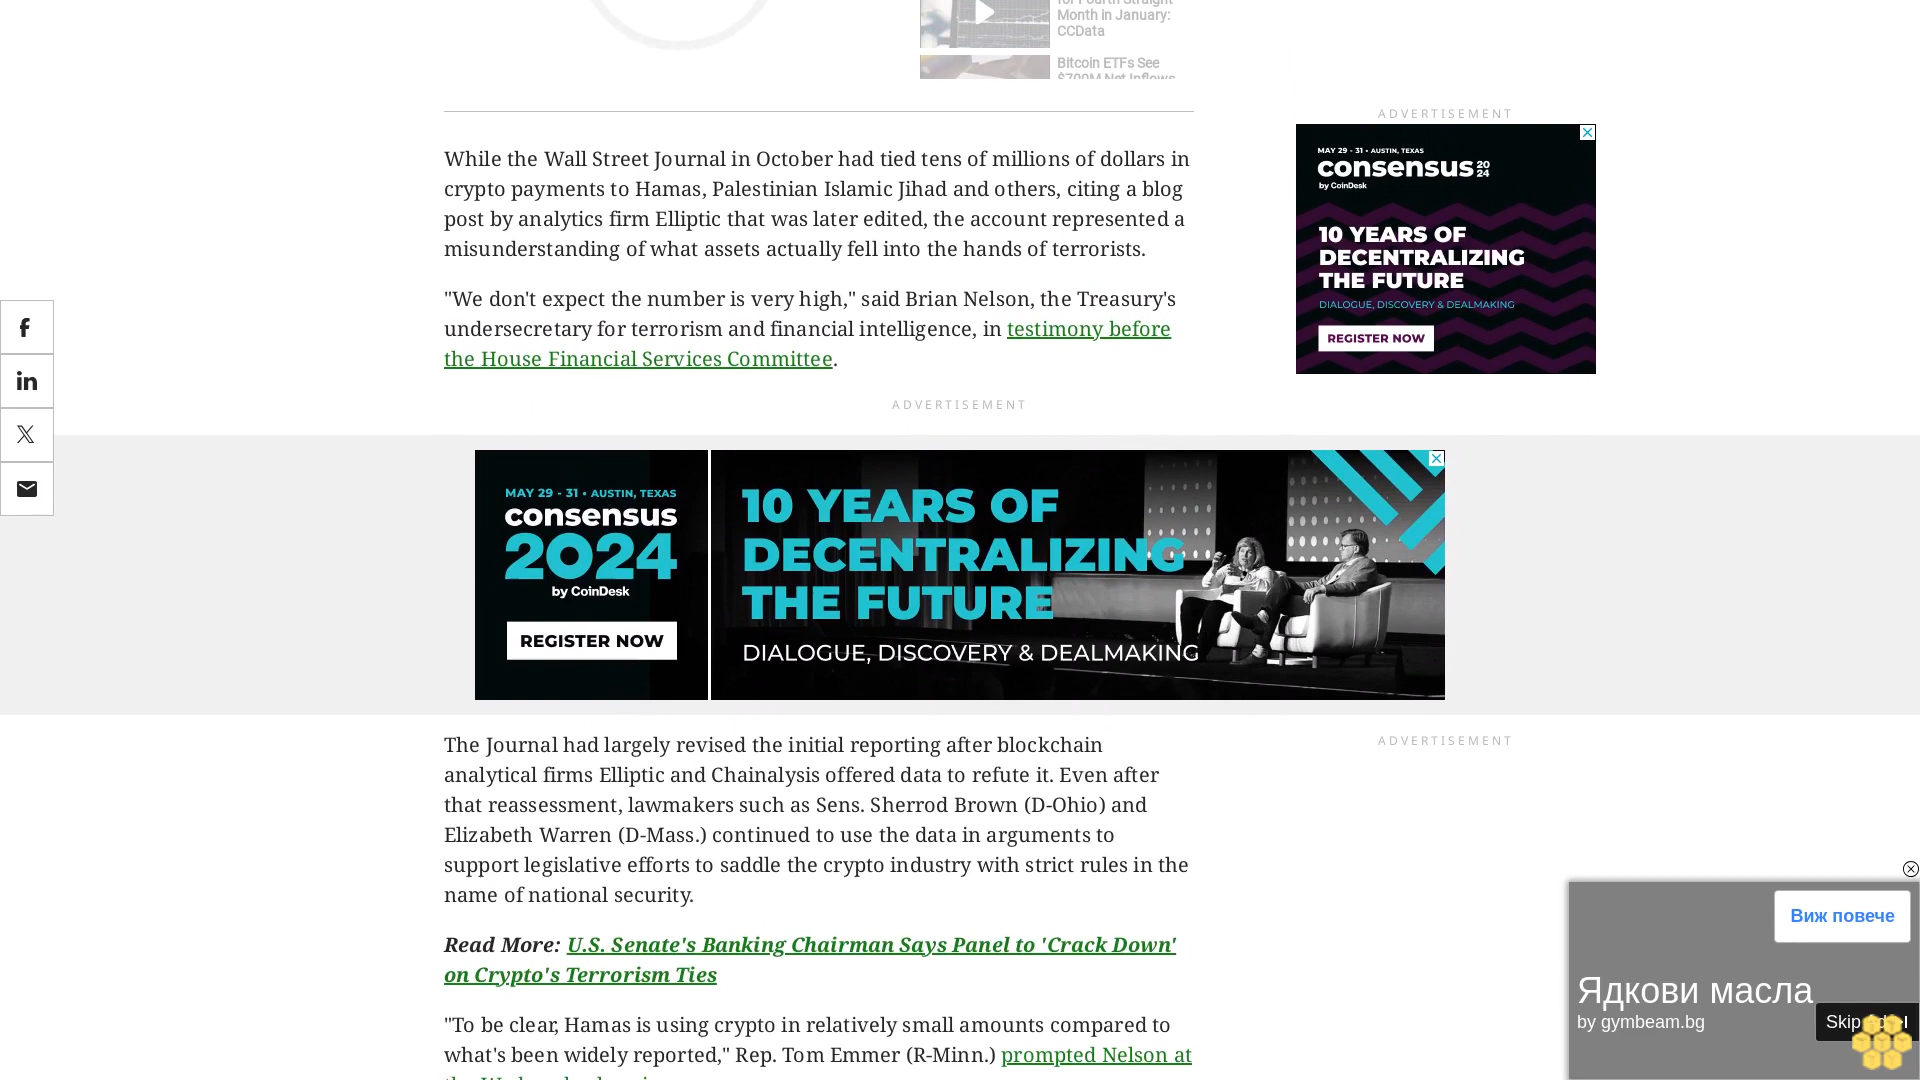 Month in January:
CCData
Bitcoin ETFs See
$700M Net Inflows
ADVERTISEMENT
While the Wall Street Journal in October had tied tens of millions of dollars in
crypto payments to Hamas, Palestinian Islamic Jihad and others, citing a blog
post by analytics firm Elliptic that was later edited, the account represented a
misunderstanding of what assets actually fell into the hands of terrorists.
"We don't expect the number is very high," said Brian Nelson, the Treasury's
undersecretary for terrorism and financial intelligence, in testimony before
the House Financial Services Committee.
MAY 29 - 31 • AUSTIN, TEXAS
consensus 20
24
by CoinDesk
10 YEARS OF
DECENTRALIZING
THE FUTURE
DIALOGUE, DISCOVERY & DEALMAKING
REGISTER NOW
ADVERTISEMENT
MAY 29 - 31 • AUSTIN, TEXAS
consensus
2024
by CoinDesk
REGISTER NOW
10 YEARS OF
DECENTRALIZING
THE FUTURE
DIALOGUE, DISCOVERY & DEALMAKING
The Journal had largely revised the initial reporting after blockchain
analytical firms Elliptic and Chainalysis offered data to refute it. Even after
that reassessment, lawmakers such as Sens. Sherrod Brown (D-Ohio) and
Elizabeth Warren (D-Mass.) continued to use the data in arguments to
support legislative efforts to saddle the crypto industry with strict rules in the
name of national security.
ADVERTISEMENT
Read More: U.S. Senate's Banking Chairman Says Panel to 'Crack Down'
on Crypto's Terrorism Ties
"To be clear, Hamas is using crypto in relatively small amounts compared to
what's been widely reported," Rep. Tom Emmer (R-Minn.) prompted Nelson at
Виж повече
Ядкови масла
by gymbeam.bg
Skip